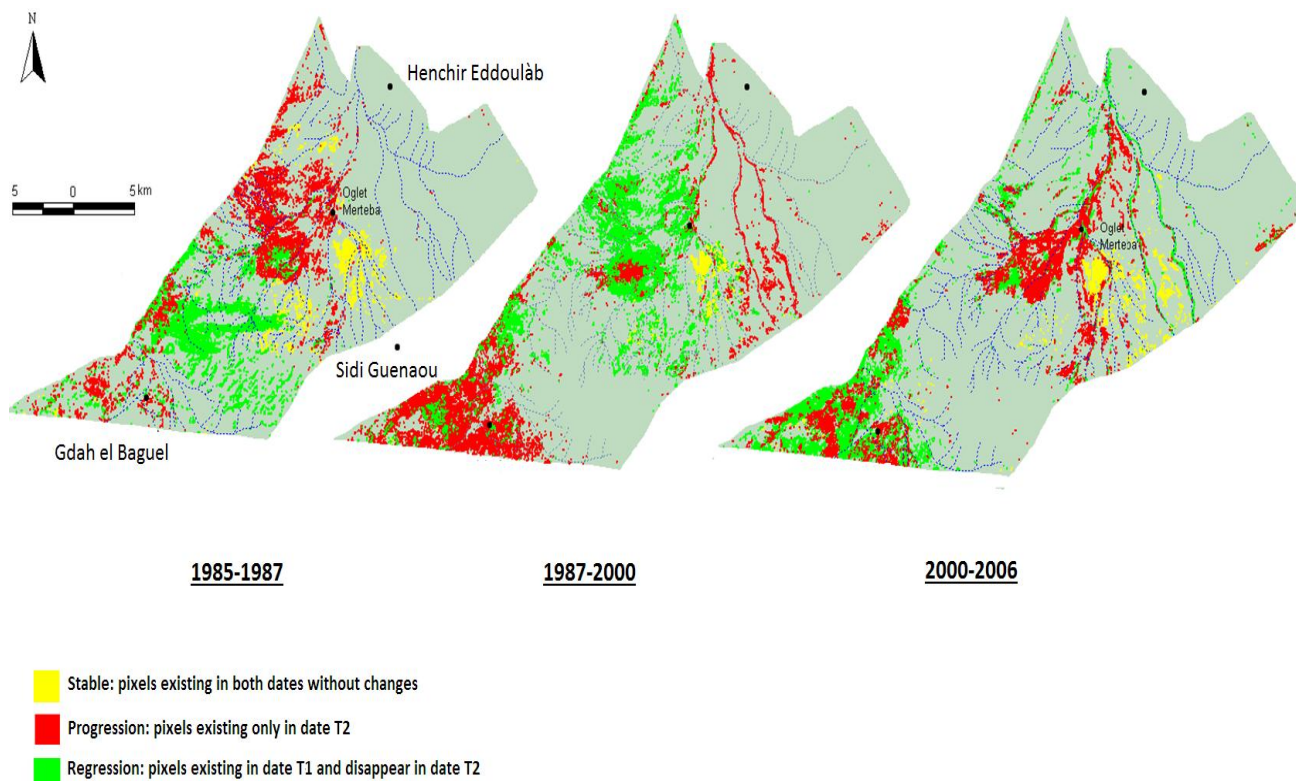 N
Henchir Eddoulàb
5 0 5 km
Oglet
Merteba
Oglet
Merteba
Sidi Guenaou
Gdah el Baguel
1985-1987
1987-2000
2000-2006
Stable: pixels existing in both dates without changes
Progression: pixels existing only in date T2
Regression: pixels existing in date T1 and disappear in date T2